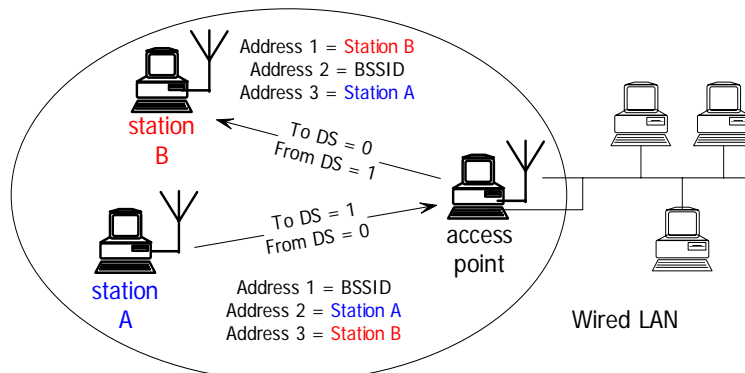 Address 1 = Station B
Address 2 = BSSID
Address 3 = Station A
station
B
To DS = 0
From DS = 1
To DS = 1
From DS = 0
access
point
station
A
Address 1 = BSSID
Address 2 = Station A
Address 3 = Station B
Wired LAN